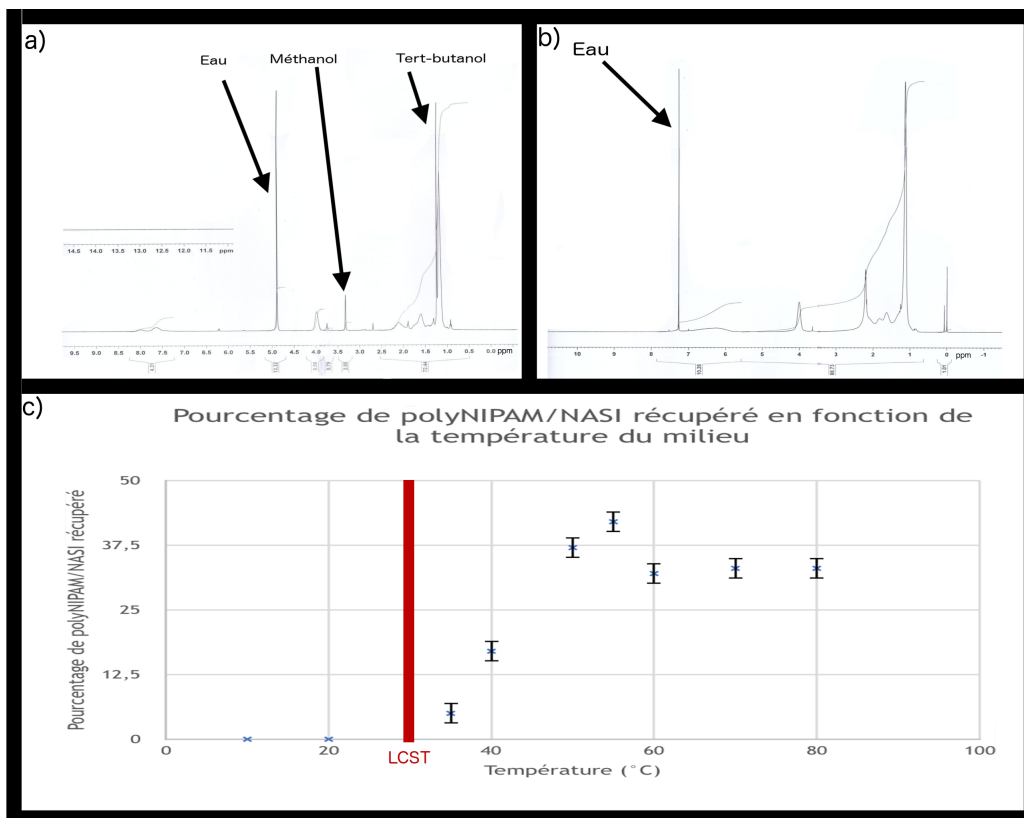 a)
Eau
Méthanol
Tert-butanol
14.5 14.0 13.5 13.0 12.5 12.0 11.5 ppm
9.5 9.0 8.5 8.0 7.5 7.0 6.5 6.0 5.5 5.0 4.5 4.0 3.5 3.0 2.5 2.0 1.5 1.0 0.5 0.0 ppm
b)
Eau
10 8 7 6 4 3 2 1 0 ppm -1
1.01
c)
Pourcentage de polyNIPAM/NASI récupéré en fonction de
la température du milieu
Pourcentage de polyNIPAM/NASI récupéré
50
37,5
25
12,5
0
0 20 40 60 80 100
LCST
Température (°C)